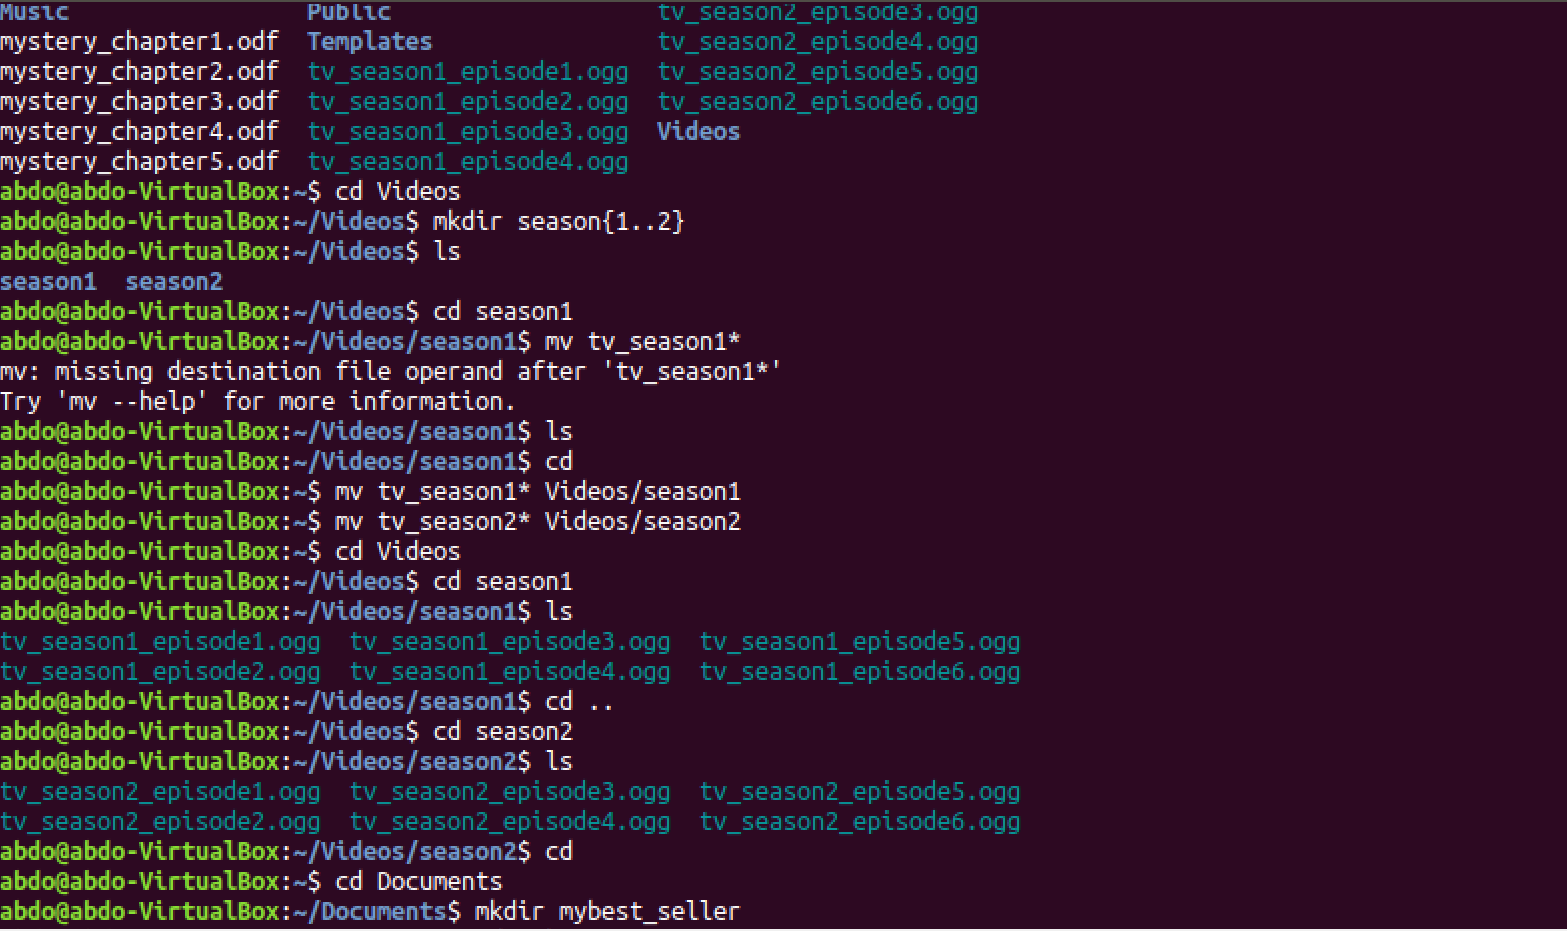 Music                Public                   tv_season2_episode3.ogg
mystery_chapter1.odf  Templates                tv_season2_episode4.ogg
mystery_chapter2.odf  tv_season1_episode1.ogg  tv_season2_episode5.ogg
mystery_chapter3.odf  tv_season1_episode2.ogg  tv_season2_episode6.ogg
mystery_chapter4.odf  tv_season1_episode3.ogg  Videos
mystery_chapter5.odf  tv_season1_episode4.ogg
abdo@abdo-VirtualBox:~$ cd Videos
abdo@abdo-VirtualBox:~/Videos$ mkdir season{1..2}
abdo@abdo-VirtualBox:~/Videos$ ls
season1  season2
abdo@abdo-VirtualBox:~/Videos$ cd season1
abdo@abdo-VirtualBox:~/Videos/season1$ mv tv_season1*
mv: missing destination file operand after 'tv_season1*'
Try 'mv --help' for more information.
abdo@abdo-VirtualBox:~/Videos/season1$ ls
abdo@abdo-VirtualBox:~/Videos/season1$ cd
abdo@abdo-VirtualBox:~$ mv tv_season1* Videos/season1
abdo@abdo-VirtualBox:~$ mv tv_season2* Videos/season2
abdo@abdo-VirtualBox:~$ cd Videos
abdo@abdo-VirtualBox:~/Videos$ cd season1
abdo@abdo-VirtualBox:~/Videos/season1$ ls
tv_season1_episode1.ogg  tv_season1_episode3.ogg  tv_season1_episode5.ogg
tv_season1_episode2.ogg  tv_season1_episode4.ogg  tv_season1_episode6.ogg
abdo@abdo-VirtualBox:~/Videos/season1$ cd ..
abdo@abdo-VirtualBox:~/Videos$ cd season2
abdo@abdo-VirtualBox:~/Videos/season2$ ls
tv_season2_episode1.ogg  tv_season2_episode3.ogg  tv_season2_episode5.ogg
tv_season2_episode2.ogg  tv_season2_episode4.ogg  tv_season2_episode6.ogg
abdo@abdo-VirtualBox:~/Videos/season2$ cd
abdo@abdo-VirtualBox:~$ cd Documents
abdo@abdo-VirtualBox:~/Documents$ mkdir mybest_seller